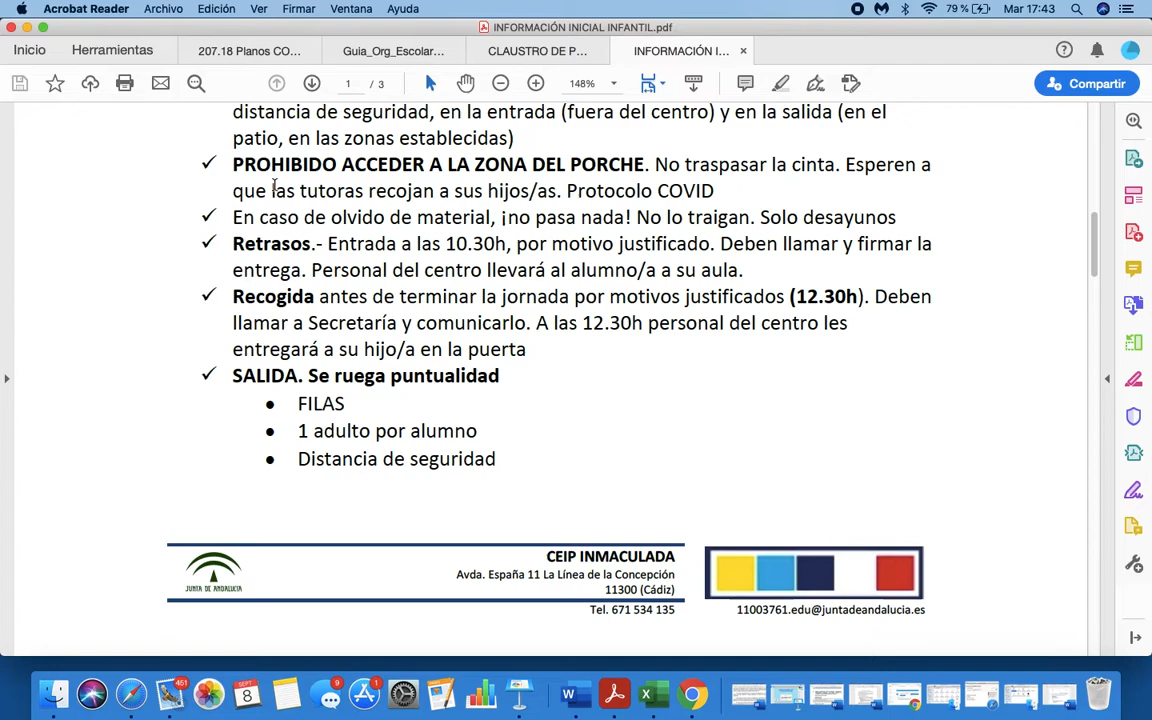 Acrobat Reader Archivo Edición Ver Firmar Ventana Ayuda 79 % Mar 17:43
INFORMACIÓN INICIAL INFANTIL.pdf
Inicio Herramientas 207.18 Planos CO... Guia_Org_Escolar... CLAUSTRO DE P... INFORMACIÓN I... ×
1 / 3 148% Compartir
distancia de seguridad, en la entrada (fuera del centro) y en la salida (en el
patio, en las zonas establecidas)
✓ PROHIBIDO ACCEDER A LA ZONA DEL PORCHE. No traspasar la cinta. Esperen a
que las tutoras recojan a sus hijos/as. Protocolo COVID
✓ En caso de olvido de material, ¡no pasa nada! No lo traigan. Solo desayunos
✓ Retrasos.- Entrada a las 10.30h, por motivo justificado. Deben llamar y firmar la
entrega. Personal del centro llevará al alumno/a a su aula.
✓ Recogida antes de terminar la jornada por motivos justificados (12.30h). Deben
llamar a Secretaría y comunicarlo. A las 12.30h personal del centro les
entregará a su hijo/a en la puerta
✓ SALIDA. Se ruega puntualidad
• FILAS
• 1 adulto por alumno
• Distancia de seguridad
JUNTA DE ANDALUCIA
CEIP INMACULADA
Avda. España 11 La Línea de la Concepción
11300 (Cádiz)
Tel. 671 534 135
11003761.edu@juntadeandalucia.es
451 SEPT 8 9 1